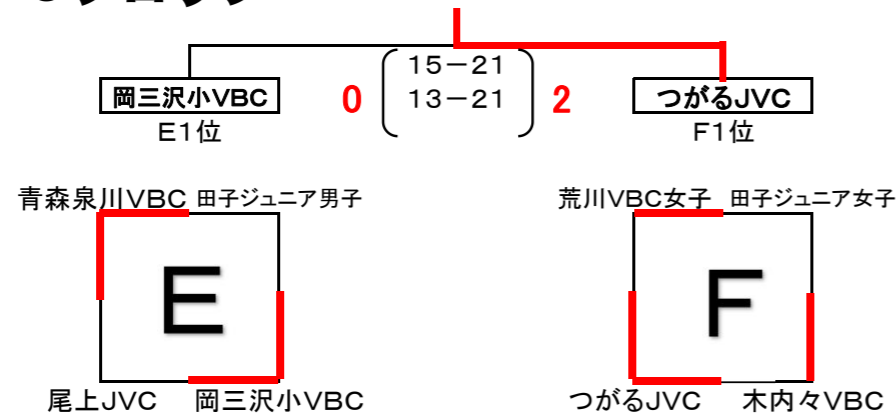 岡三沢小VBC
E1位
0
15－21
13－21
2
つがるJVC
F1位
青森泉川VBC 田子ジュニア男子
E
尾上JVC 岡三沢小VBC
荒川VBC女子 田子ジュニア女子
F
つがるJVC 木内々VBC